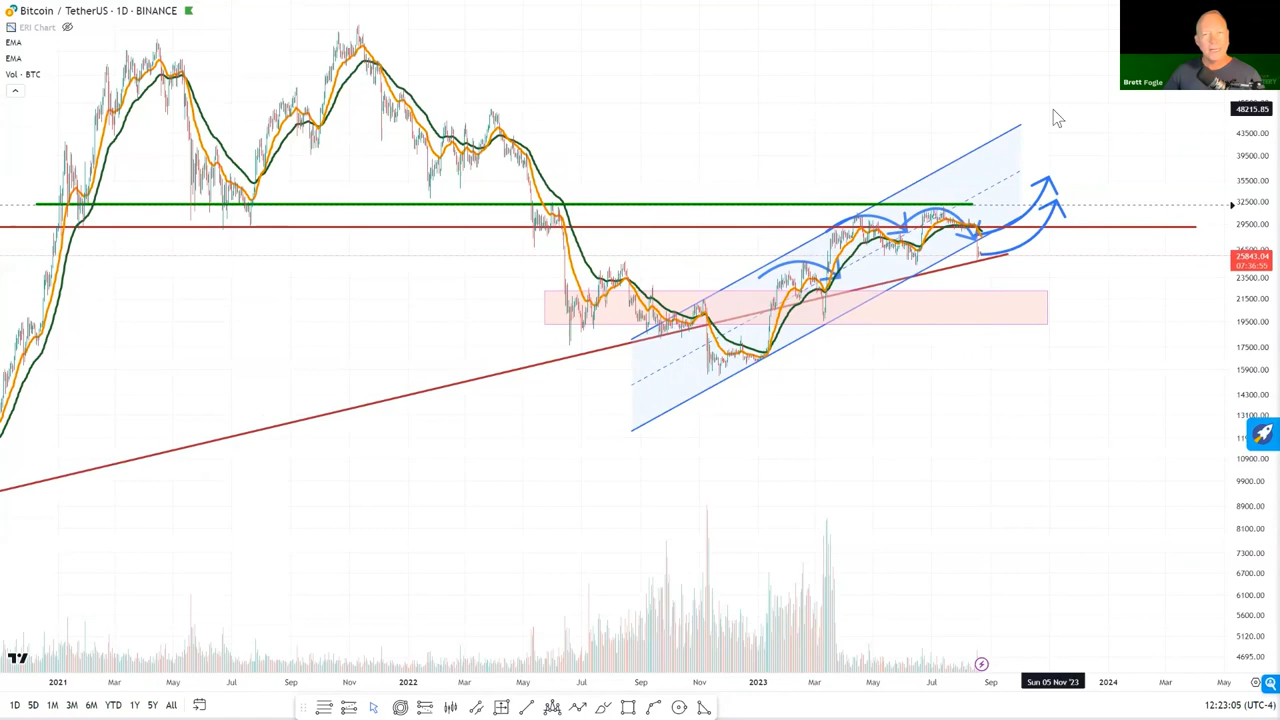 Bitcoin / TetherUS · 1D · BINANCE
ERI Chart
EMA
EMA
Vol · BTC
Brett Fogle
48215.85
43500.00
39500.00
35500.00
32500.00
29500.00
25843.04
07:36:55
23500.00
21500.00
19500.00
17500.00
15900.00
14300.00
13100.00
10900.00
9900.00
8900.00
8100.00
7300.00
6700.00
6100.00
5600.00
5120.00
4695.00
2021 Mar May Jul Sep Nov 2022 Mar May Jul Sep Nov 2023 Mar May Jul Sep Sun 05 Nov '23 2024 Mar May
1D 5D 1M 3M 6M YTD 1Y 5Y All
12:23:05 (UTC-4)